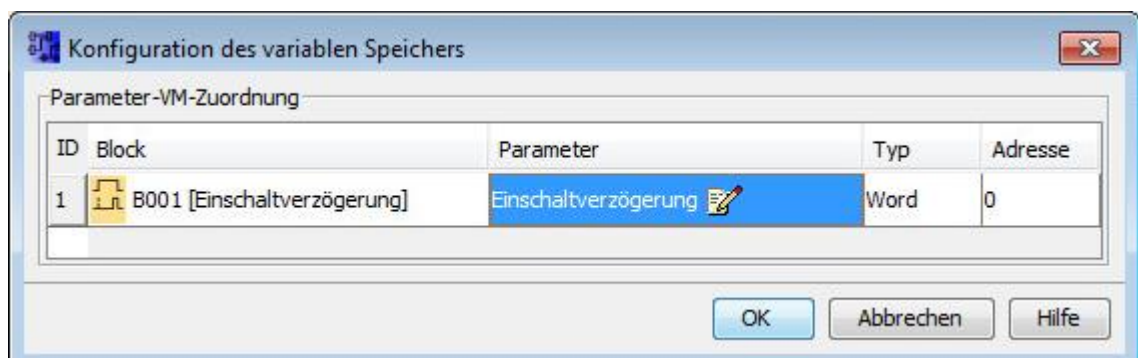 Konfiguration des variablen Speichers
Parameter-VM-Zuordnung
ID Block Parameter Typ Adresse
1 B001 [Einschaltverzögerung] Einschaltverzögerung Word 0
OK Abbrechen Hilfe